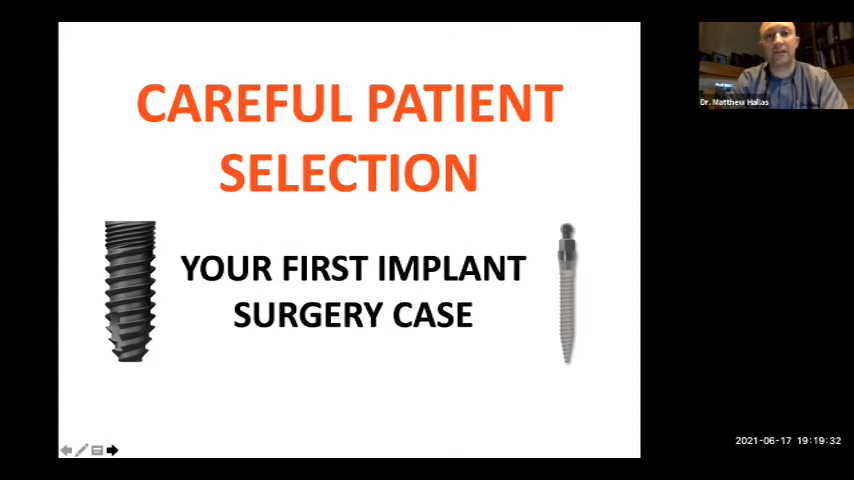 CAREFUL PATIENT
SELECTION
YOUR FIRST IMPLANT
SURGERY CASE
Dr. Matthew Hallas
2021-06-17 19:19:32